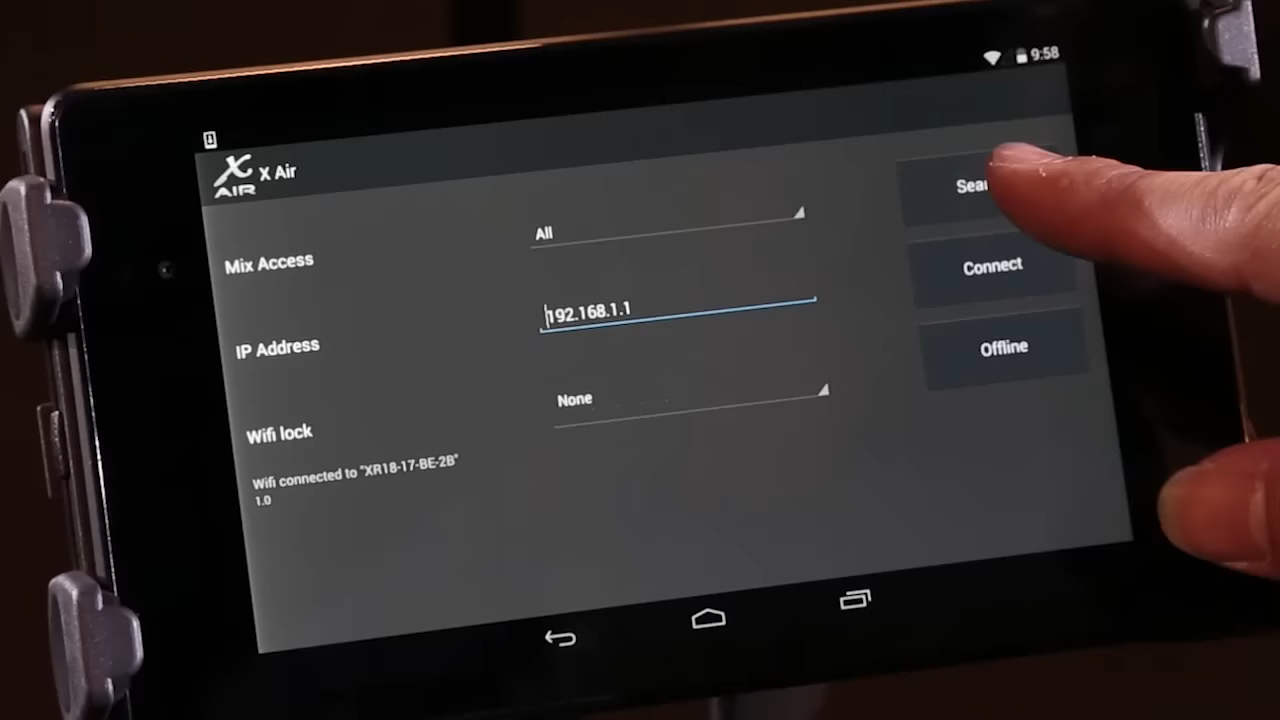 9:58
X AIR X Air
Mix Access
All
IP Address
192.168.1.1
Wifi lock
None
Wifi connected to "XR18-17-BE-2B"
1.0
Connect
Offline